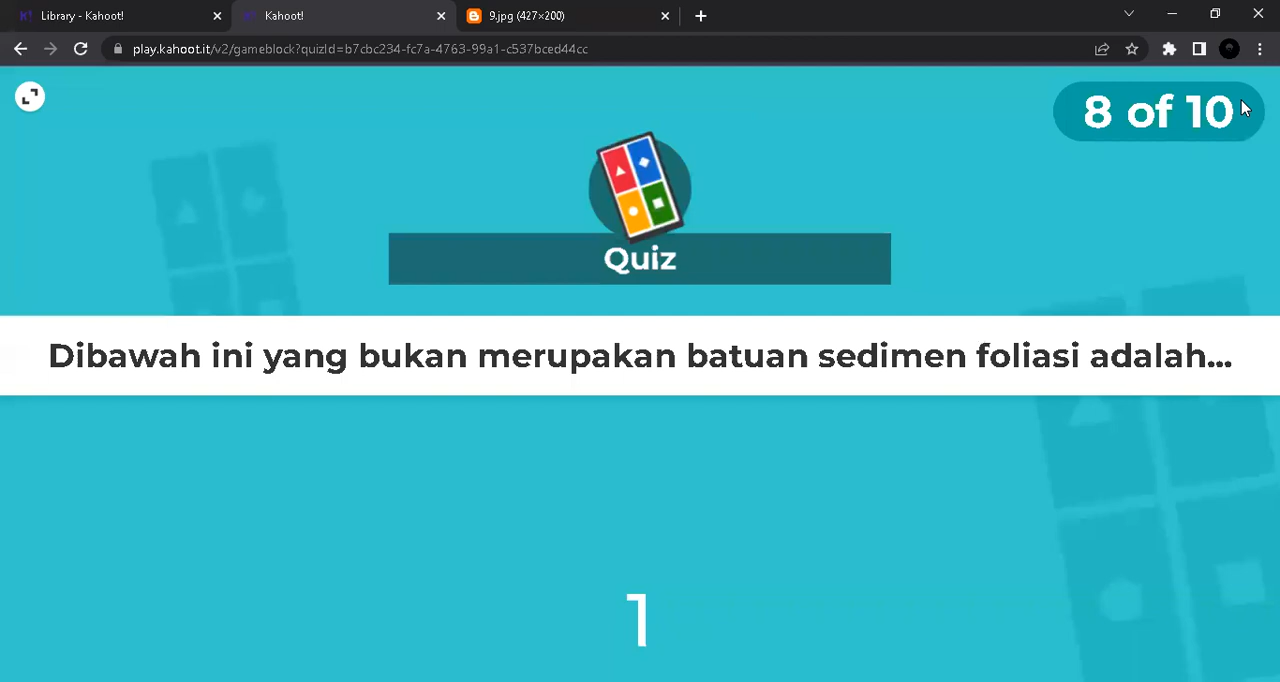 Library - Kahoot!
Kahoot!
9.jpg (427×200)
play.kahoot.it/v2/gameblock?quizId=b7cbc234-fc7a-4763-99a1-c537bced44cc
8 of 10
Quiz
Dibawah ini yang bukan merupakan batuan sedimen foliasi adalah...
1